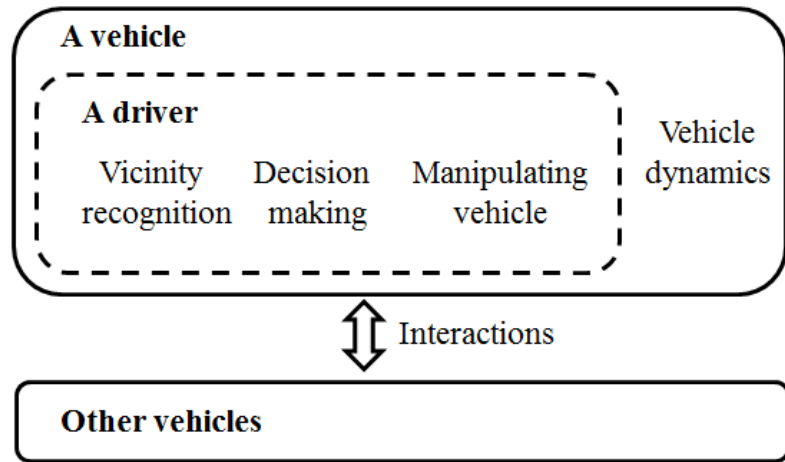 A vehicle
A driver
Vicinity recognition
Decision making
Manipulating vehicle
Vehicle dynamics
Interactions
Other vehicles